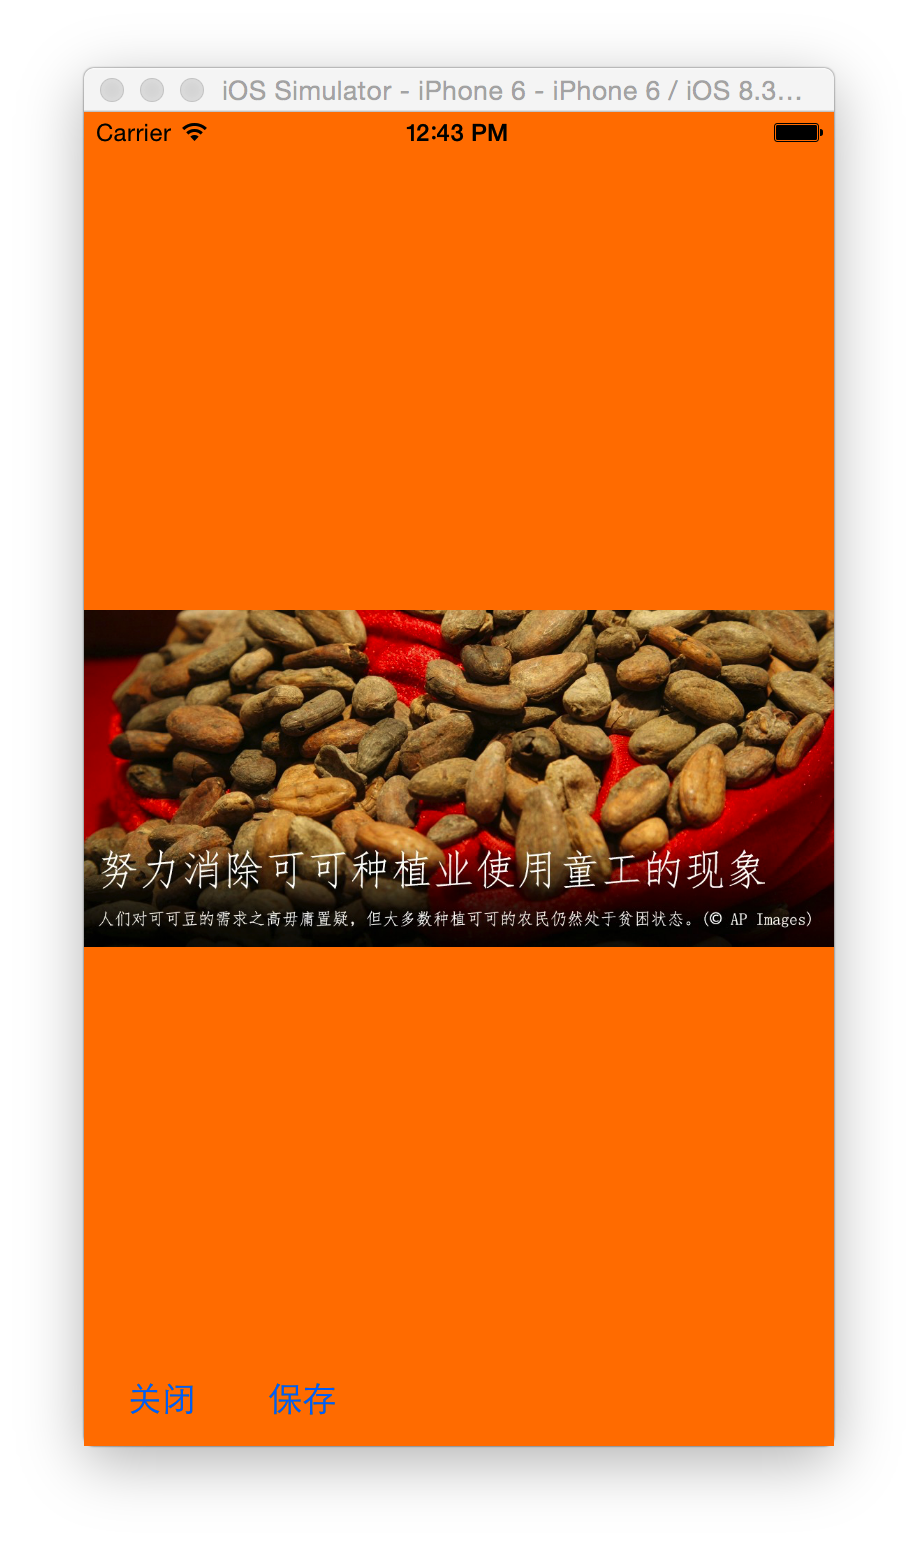 iOS Simulator - iPhone 6 - iPhone 6 / iOS 8.3...
Carrier 12:43 PM
努力消除可可种植业使用童工的现象
人们对可可豆的需求之高毋庸置疑，但大多数种植可可的农民仍然处于贫困状态。(© AP Images)
关闭 保存